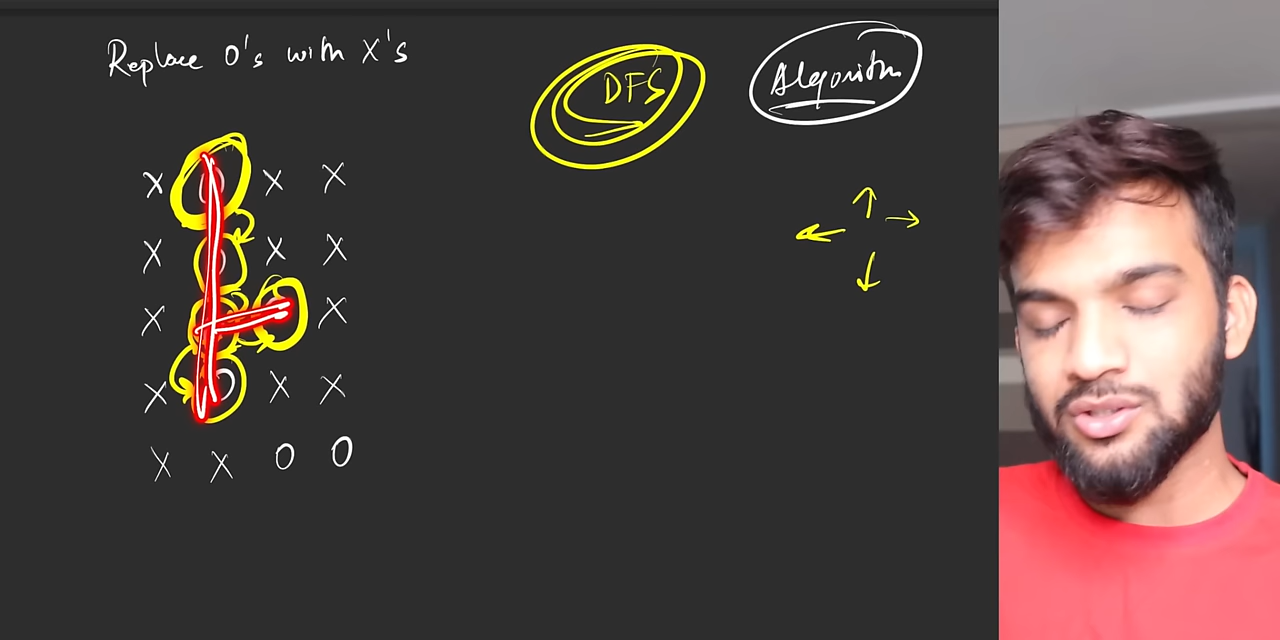 Replace O's with X's
DFS
Algorithm
X O X X
X O X X
X O O X
X O X X
X X O O